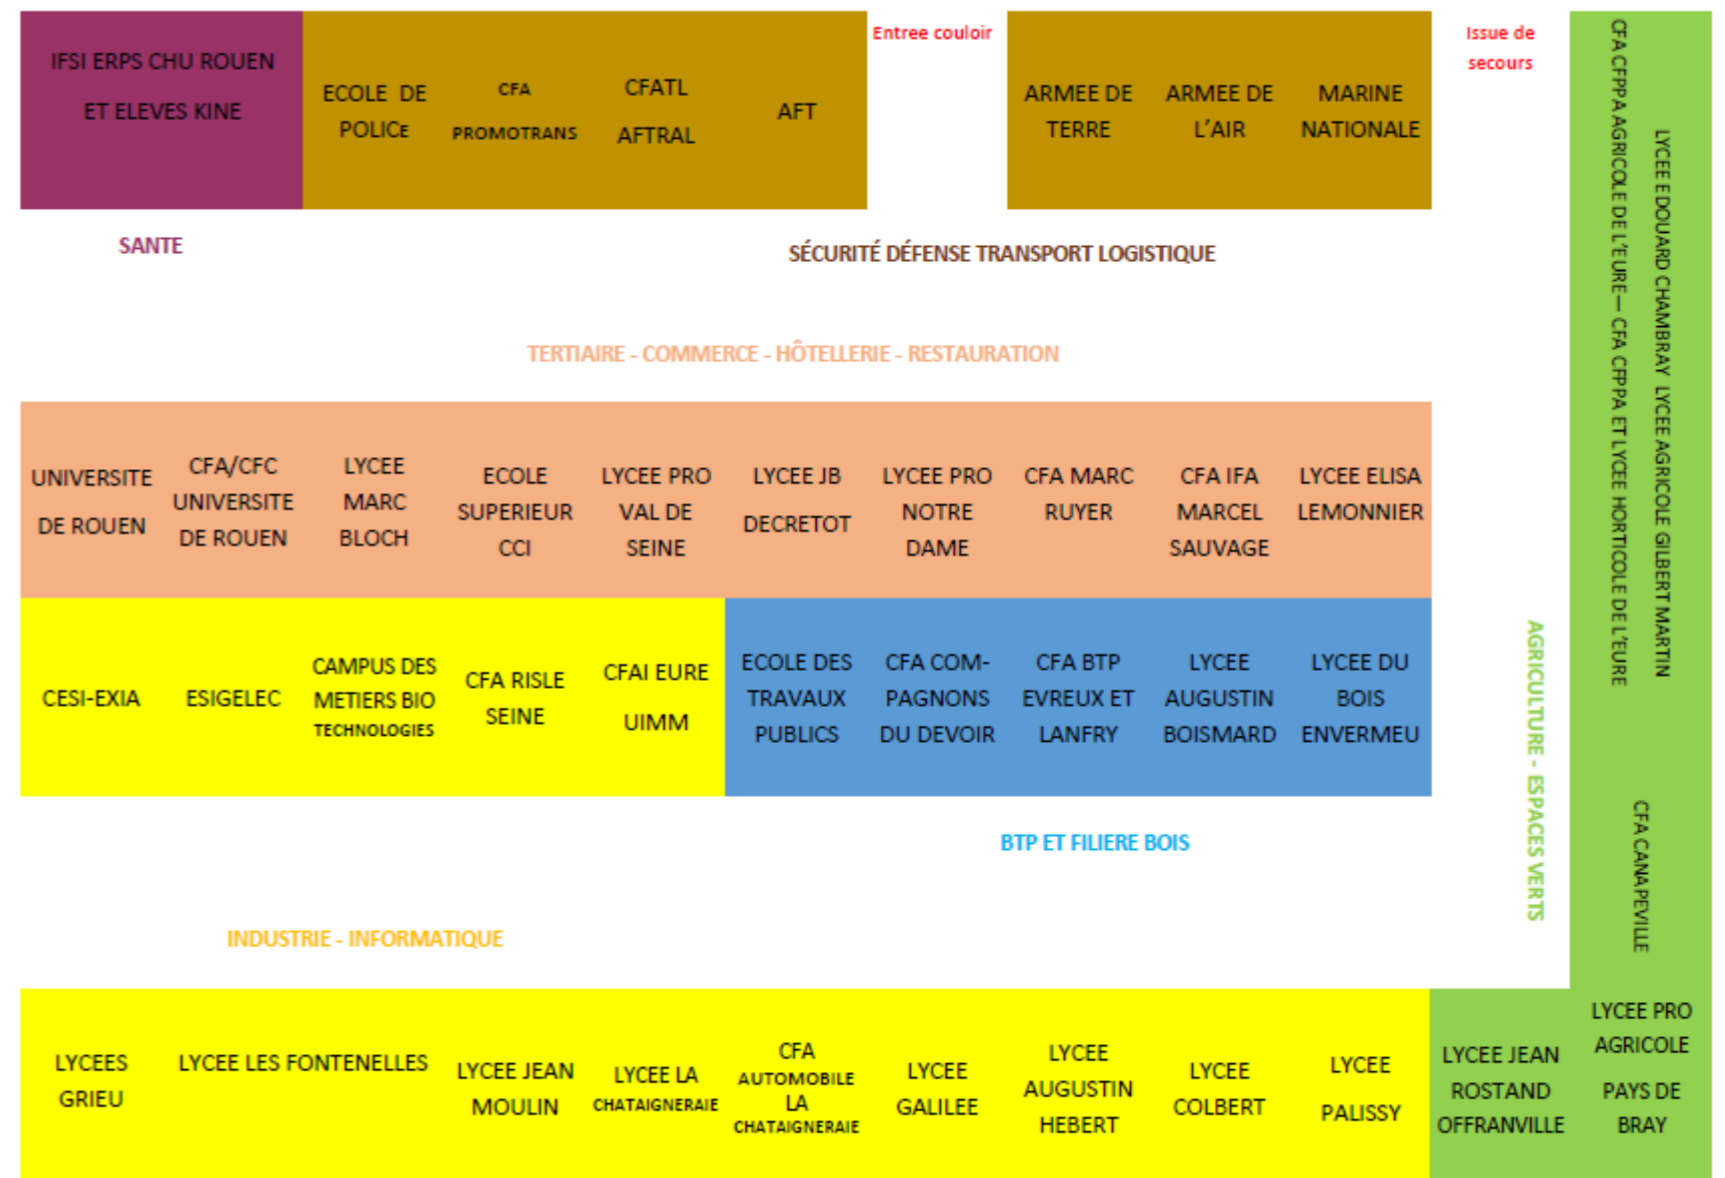 IFSI ERPS CHU ROUEN
ET ELEVES KINE
ECOLE DE
POLICE
CFA
PROMOTRANS
CFATL
AFTRAL
AFT
Entree couloir
ARMEE DE
TERRE
ARMEE DE
L'AIR
MARINE
NATIONALE
Issue de
secours
SANTE
SÉCURITÉ DÉFENSE TRANSPORT LOGISTIQUE
TERTIAIRE - COMMERCE - HÔTELLERIE - RESTAURATION
UNIVERSITE
DE ROUEN
CFA/CFC
UNIVERSITE
DE ROUEN
LYCEE
MARC
BLOCH
ECOLE
SUPERIEUR
CCI
LYCEE PRO
VAL DE
SEINE
LYCEE JB
DECRETOT
LYCEE PRO
NOTRE
DAME
CFA MARC
RUYER
CFA IFA
MARCEL
SAUVAGE
LYCEE ELISA
LEMONNIER
CESI-EXIA
ESIGELEC
CAMPUS DES
METIERS BIO
TECHNOLOGIES
CFA RISLE
SEINE
CFAI EURE
UIMM
ECOLE DES
TRAVAUX
PUBLICS
CFA COM-
PAGNONS
DU DEVOIR
CFA BTP
EVREUX ET
LANFRY
LYCEE
AUGUSTIN
BOISMARD
LYCEE DU
BOIS
ENVERMEU
BTP ET FILIERE BOIS
INDUSTRIE - INFORMATIQUE
LYCEES
GRIEU
LYCEE LES FONTENELLES
LYCEE JEAN
MOULIN
LYCEE LA
CHATAIGNERAIE
CFA
AUTOMOBILE
LA
CHATAIGNERAIE
LYCEE
GALILEE
LYCEE
AUGUSTIN
HEBERT
LYCEE
COLBERT
LYCEE
PALISSY
LYCEE JEAN
ROSTAND
OFFRANVILLE
LYCEE PRO
AGRICOLE
PAYS DE
BRAY
AGRICULTURE - ESPACES VERTS
LYCEE EDOUARD CHAMBRAY LYCEE AGRICOLE GILBERT MARTIN
CFA CFPPA AGRICOLE DE L'EURE— CFA CFPPA ET LYCEE HORTICOLE DE L'EURE
CFA CANAPEVILLE